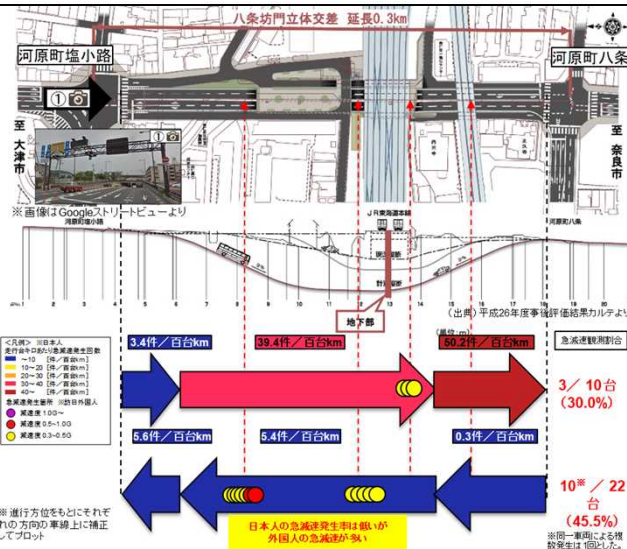 八条坊門立体交差 延長0.3km
河原町塩小路
河原町八条
①
①
至 大津市
至 奈良市
※画像はGoogleストリートビューより
河原町塩小路
JR東海道本線
河原町八条
地下部
(出典)平成26年度事後評価結果カルテより
<凡例> ※日本人
走行台キロあたり急減速発生回数
~10 [件/百台km]
10~20 [件/百台km]
20~30 [件/百台km]
30~40 [件/百台km]
40~ [件/百台km]
急減速発生箇所 ※訪日外国人
減速度 1.0G~
減速度 0.5~1.0G
減速度 0.3~0.5G
3.4件/百台km
39.4件/百台km
50.2件/百台km
急減速観測割合
3/10台
(30.0%)
5.6件/百台km
5.4件/百台km
0.3件/百台km
10※/22
台
(45.5%)
日本人の急減速発生率は低いが
外国人の急減速が多い
※ 進行方位をもとにそれぞ
れの方向の車線上に補正
してプロット
※同一車両による複
数発生は1回とした。